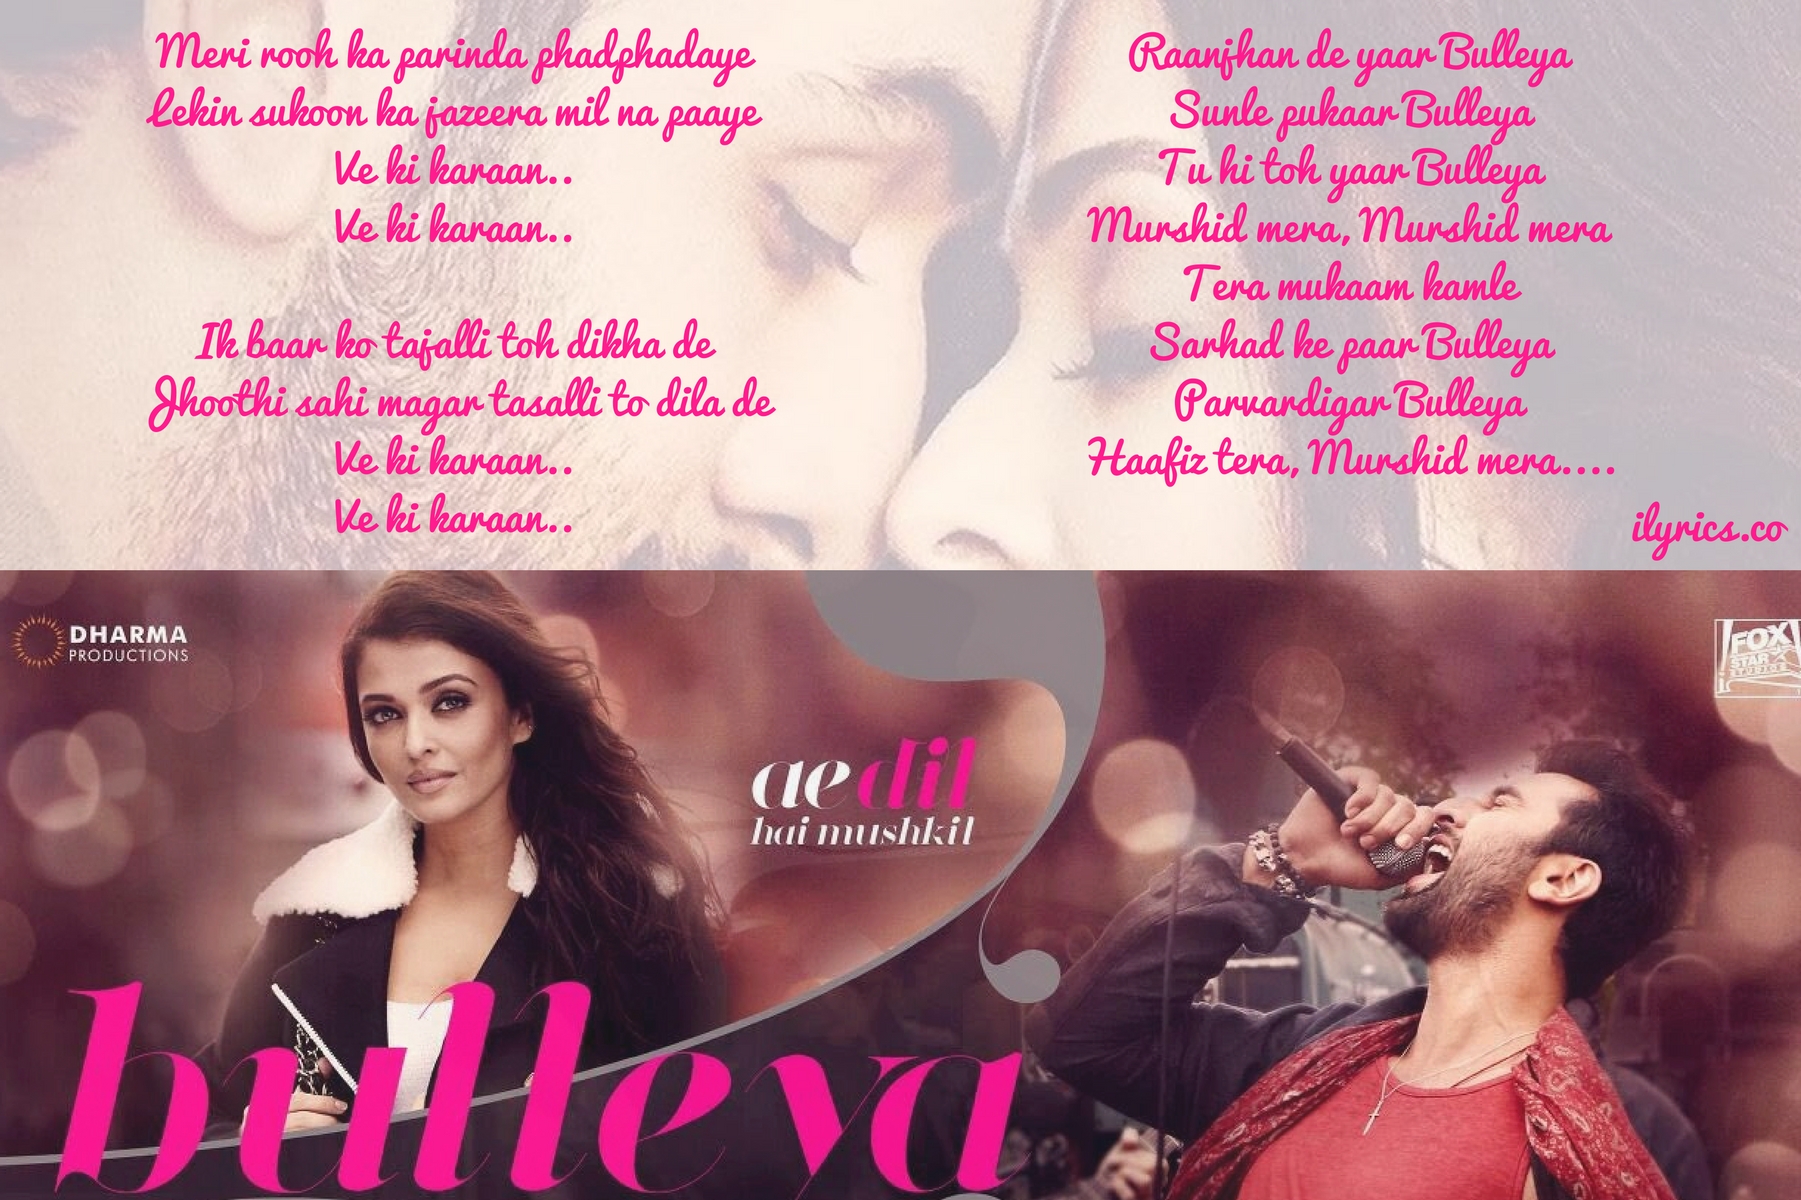 Meri rooh ka parinda phadphadaye
Lekin sukoon ka jazeera mil na paaye
Ve ki karaan..
Ve ki karaan..
Ik baar ko tajalli toh dikha de
Jhoothi sahi magar tasalli to dila de
Ve ki karaan..
Ve ki karaan..
Raanjhan de yaar Bulleya
Sunle pukaar Bulleya
Tu hi toh yaar Bulleya
Murshid mera, Murshid mera
Tera mukaam kamle
Sarhad ke paar Bulleya
Parvardigar Bulleya
Haafiz tera, Murshid mera....
ilyrics.co
DHARMA
PRODUCTIONS
FOX
STAR
STUDIOS
ae dil
hai mushkil
bulleya